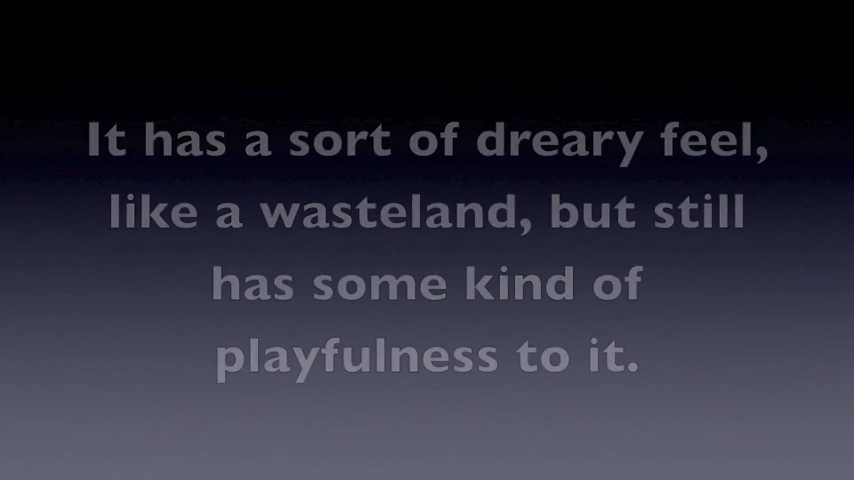 It has a sort of dreary feel,
like a wasteland, but still
has some kind of
playfulness to it.